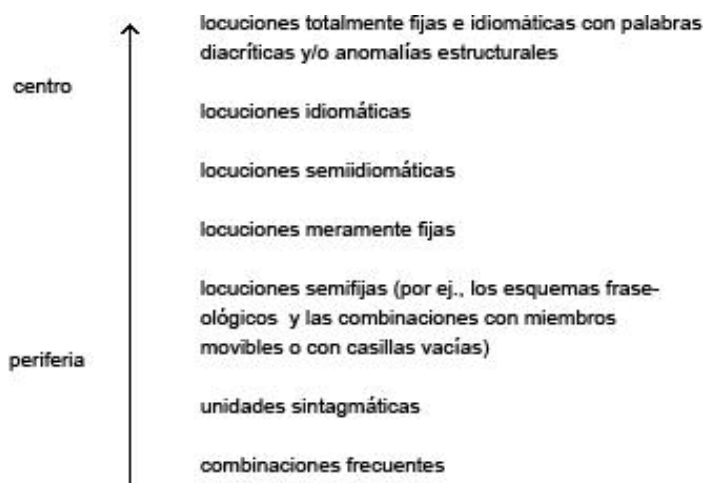 locuciones totalmente fijas e idiomáticas con palabras
diacríticas y/o anomalías estructurales
centro
locuciones idiomáticas
locuciones semiidiomáticas
locuciones meramente fijas
locuciones semifijas (por ej., los esquemas frase-
ológicos y las combinaciones con miembros
movibles o con casillas vacías)
periferia
unidades sintagmáticas
combinaciones frecuentes